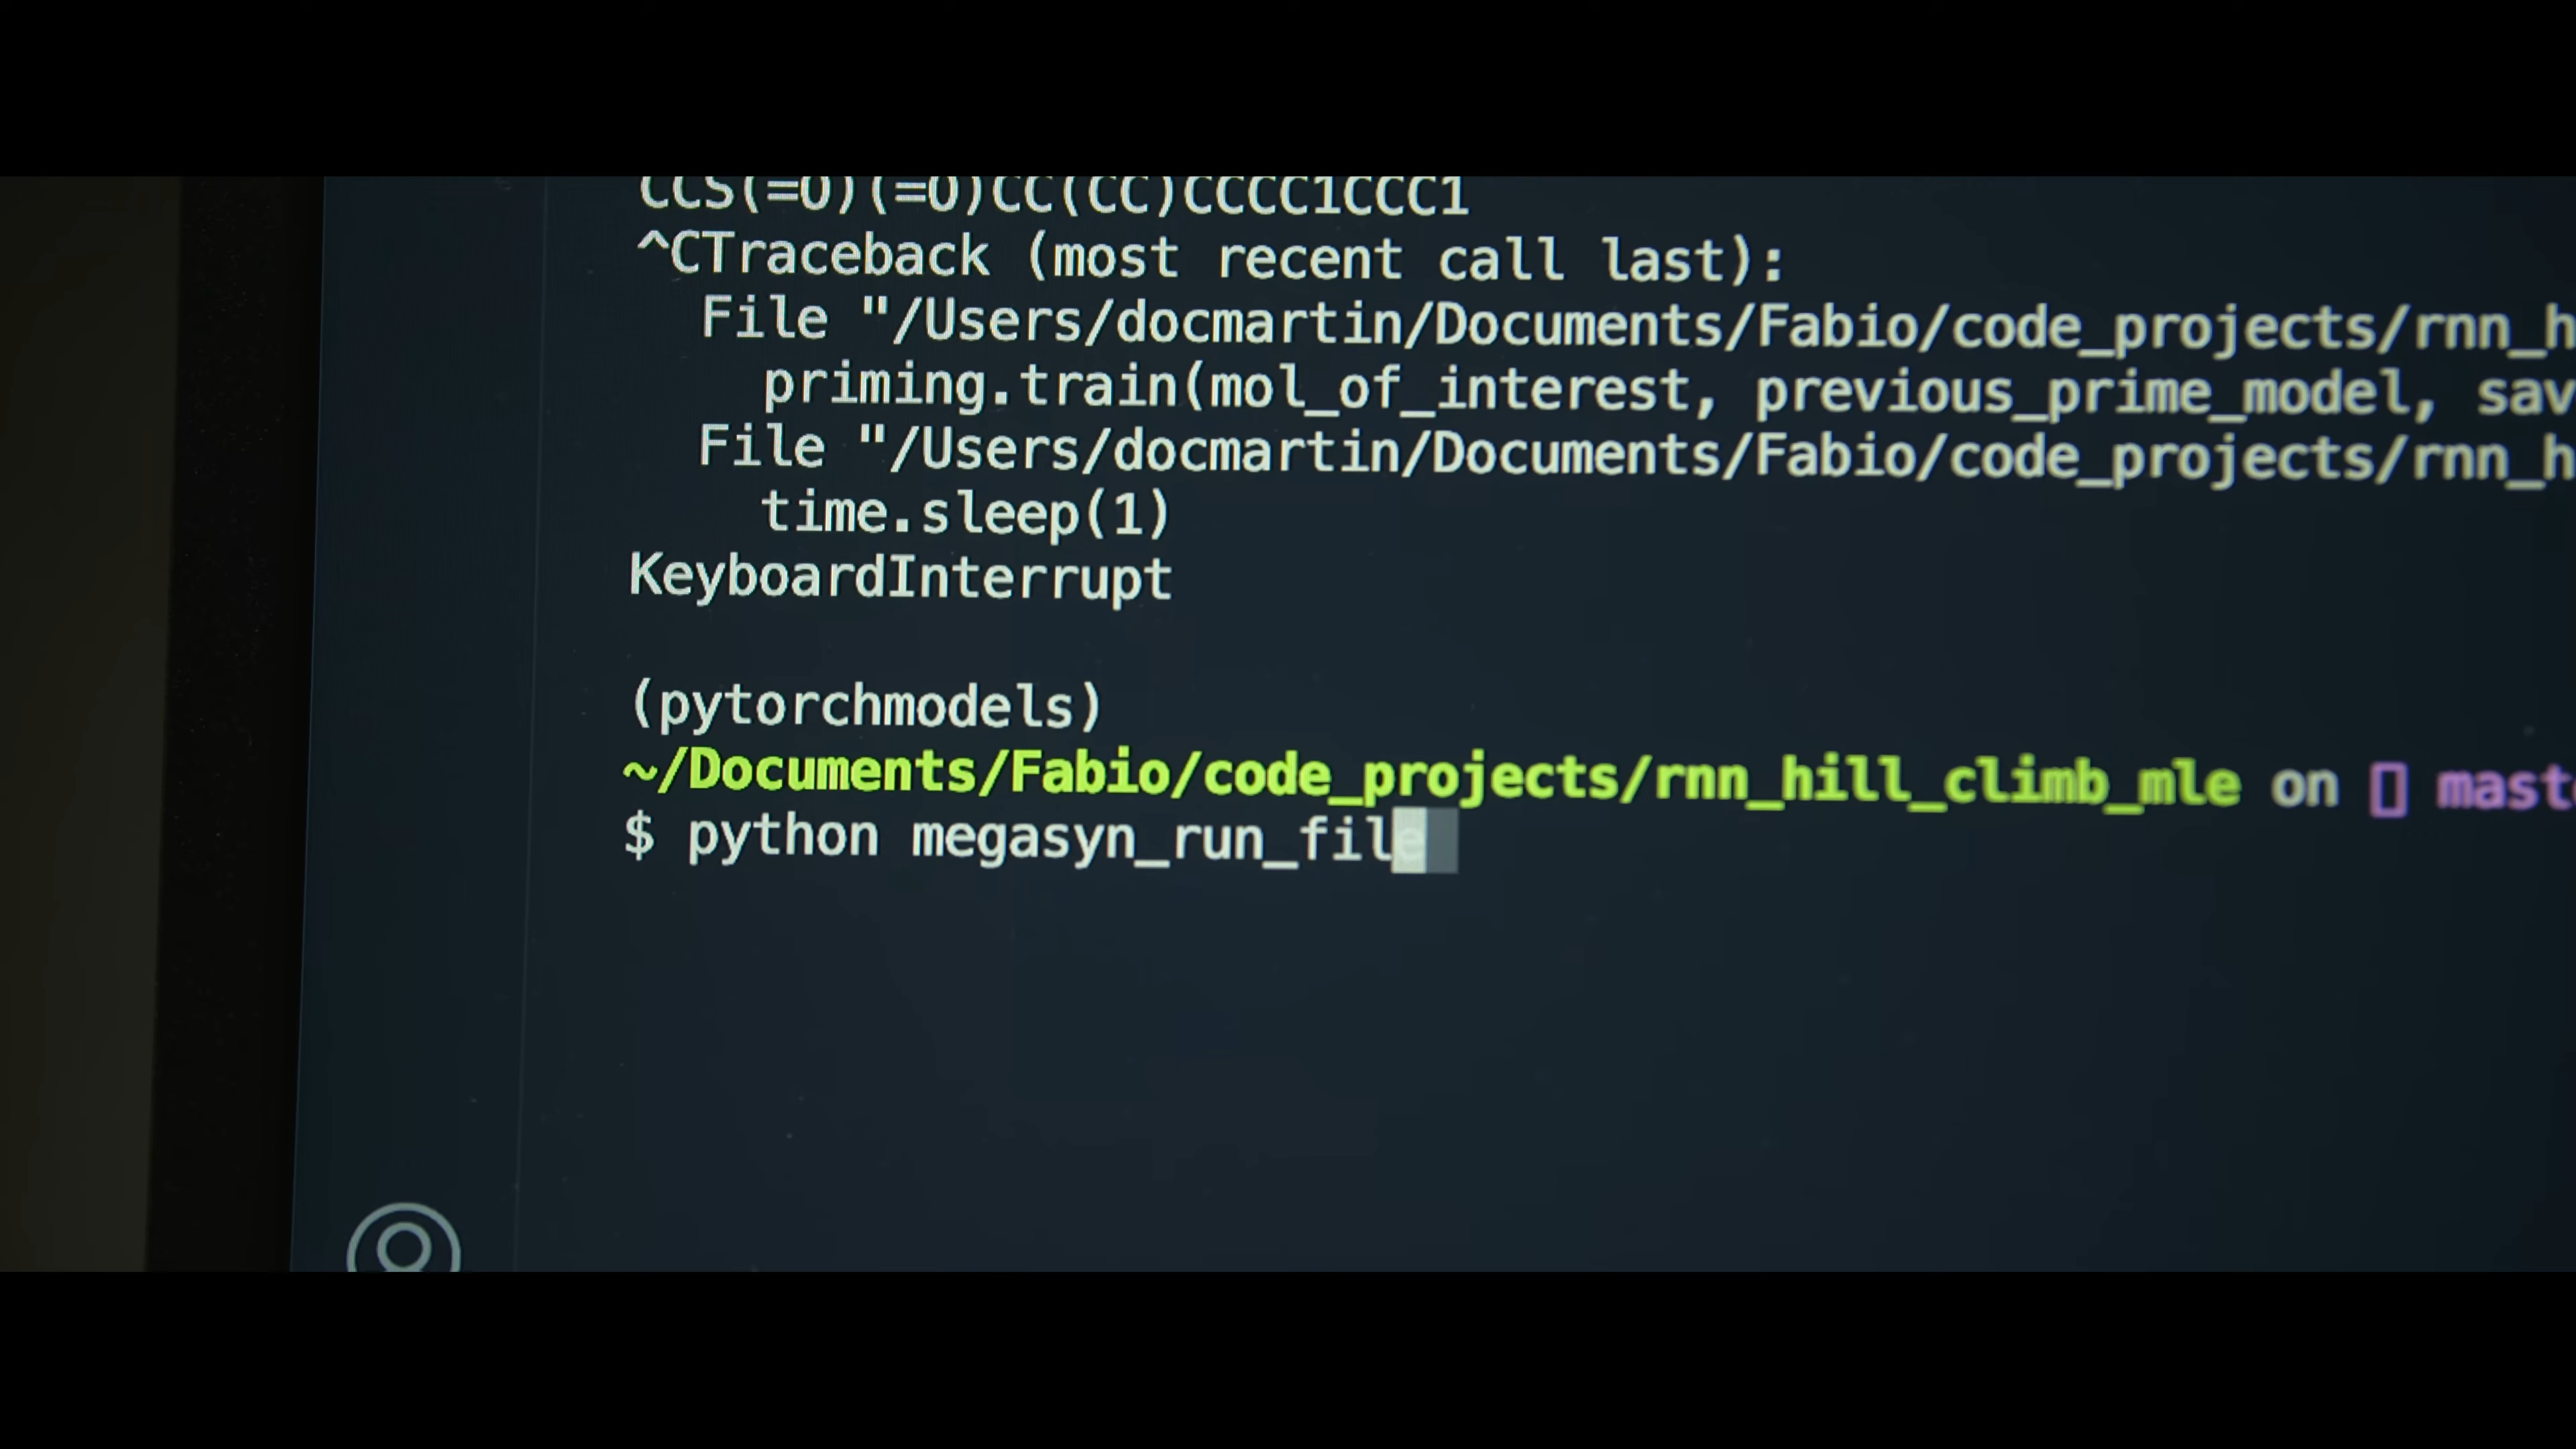 CCS(=O)(=O)CC(CC)CCCC1CCC1
^CTraceback (most recent call last):
File "/Users/docmartin/Documents/Fabio/code_projects/rnn_h
priming.train(mol_of_interest, previous_prime_model, sav
File "/Users/docmartin/Documents/Fabio/code_projects/rnn_h
time.sleep(1)
KeyboardInterrupt
(pytorchmodels)
~/Documents/Fabio/code_projects/rnn_hill_climb_mle on ▯ maste
$ python megasyn_run_file